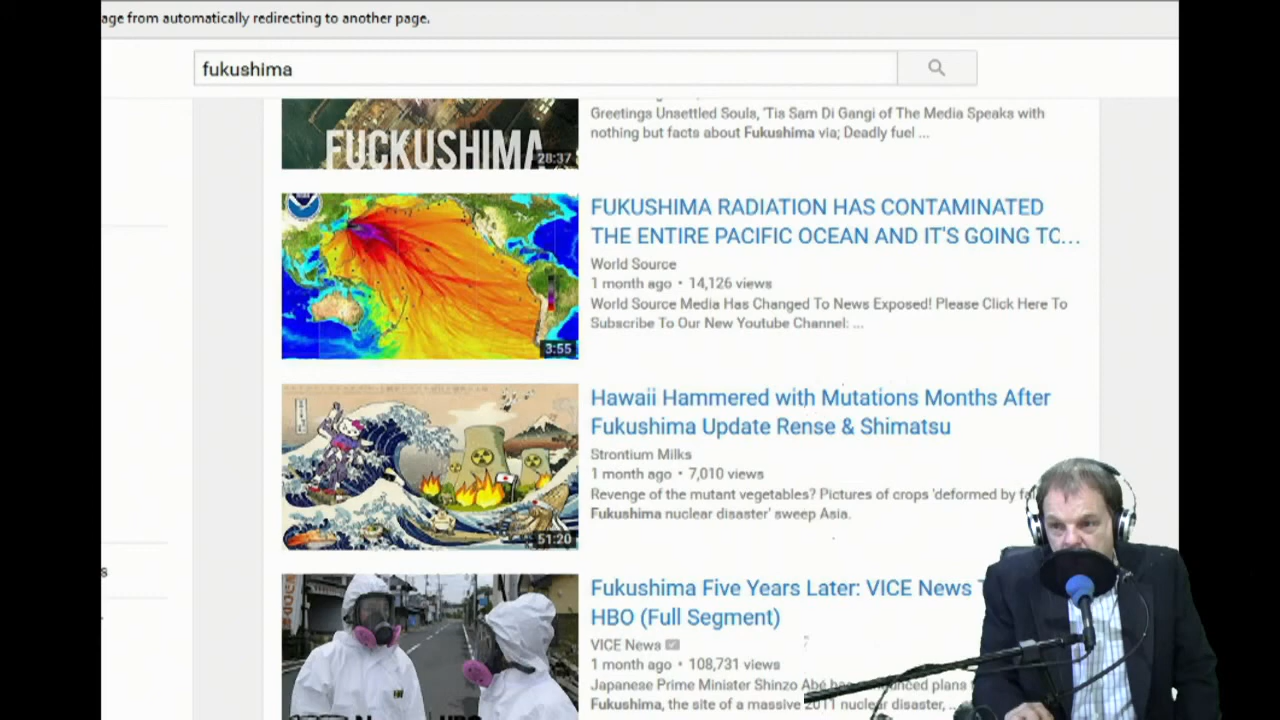 age from automatically redirecting to another page.
fukushima
Greetings Unsettled Souls, 'Tis Sam Di Gangi of The Media Speaks with
nothing but facts about Fukushima via; Deadly fuel ...
FUCKUSHIMA
28:37
FUKUSHIMA RADIATION HAS CONTAMINATED
THE ENTIRE PACIFIC OCEAN AND IT'S GOING TO...
World Source
1 month ago • 14,126 views
World Source Media Has Changed To News Exposed! Please Click Here To
Subscribe To Our New Youtube Channel: ...
3:55
Hawaii Hammered with Mutations Months After
Fukushima Update Rense & Shimatsu
Strontium Milks
1 month ago • 7,010 views
Revenge of the mutant vegetables? Pictures of crops 'deformed by
Fukushima nuclear disaster' sweep Asia.
51:20
Fukushima Five Years Later: VICE News
HBO (Full Segment)
VICE News
1 month ago • 108,731 views
Japanese Prime Minister Shinzo Abe plans
Fukushima, the site of a massive 2011 nuclear disaster, ...